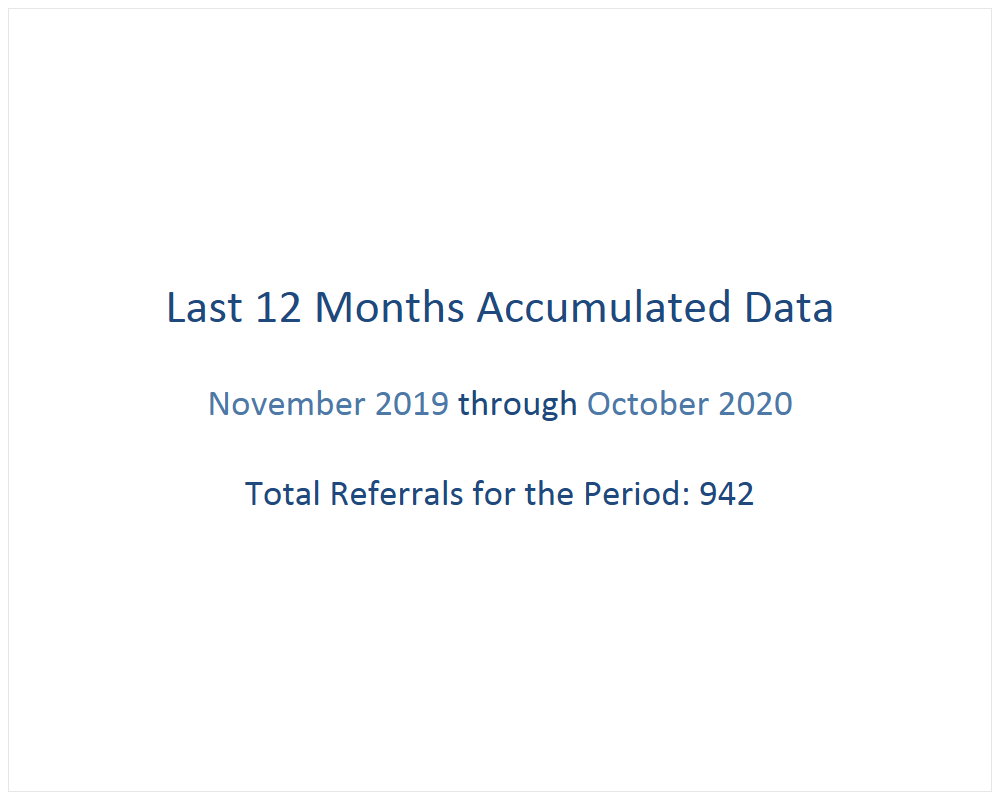 Last 12 Months Accumulated Data
November 2019 through October 2020
Total Referrals for the Period: 942